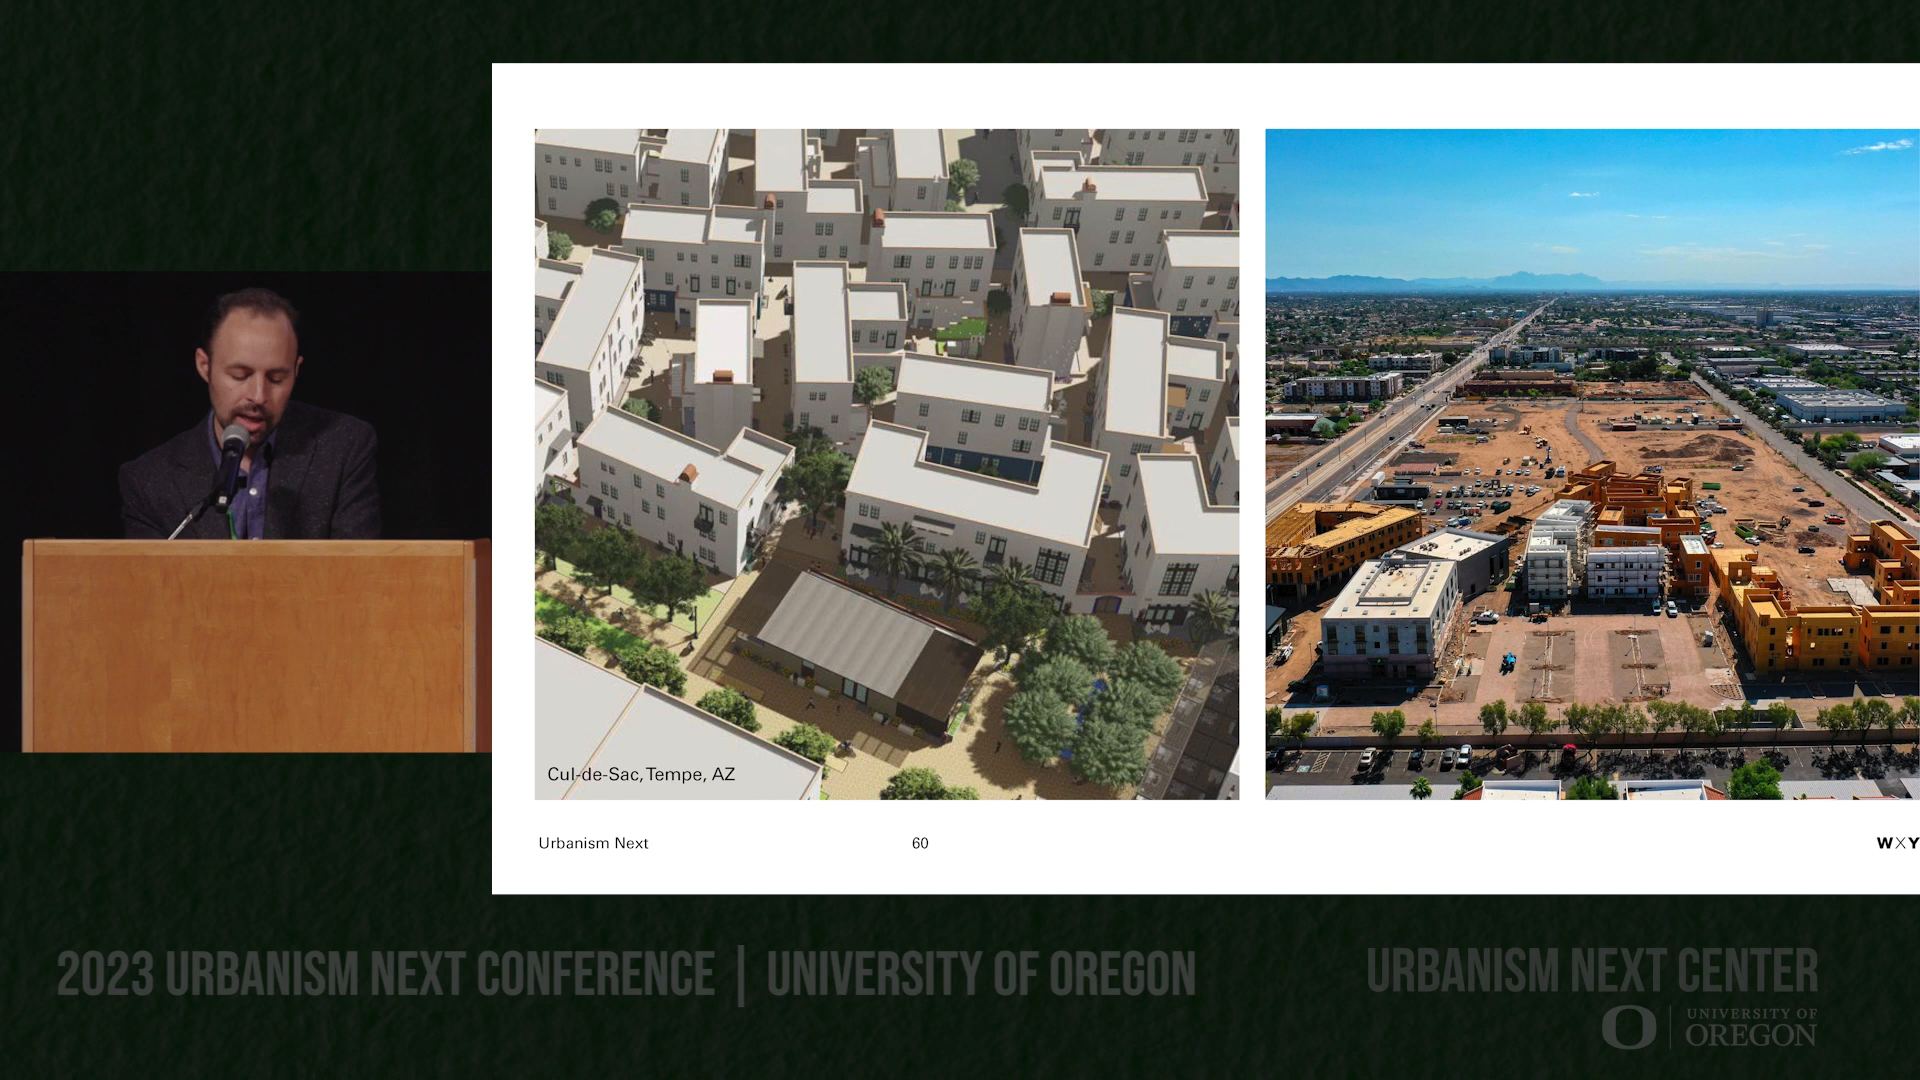 Cul-de-Sac, Tempe, AZ
Urbanism Next
60
WXY
2023 URBANISM NEXT CONFERENCE | UNIVERSITY OF OREGON
URBANISM NEXT CENTER
O
UNIVERSITY OF
OREGON